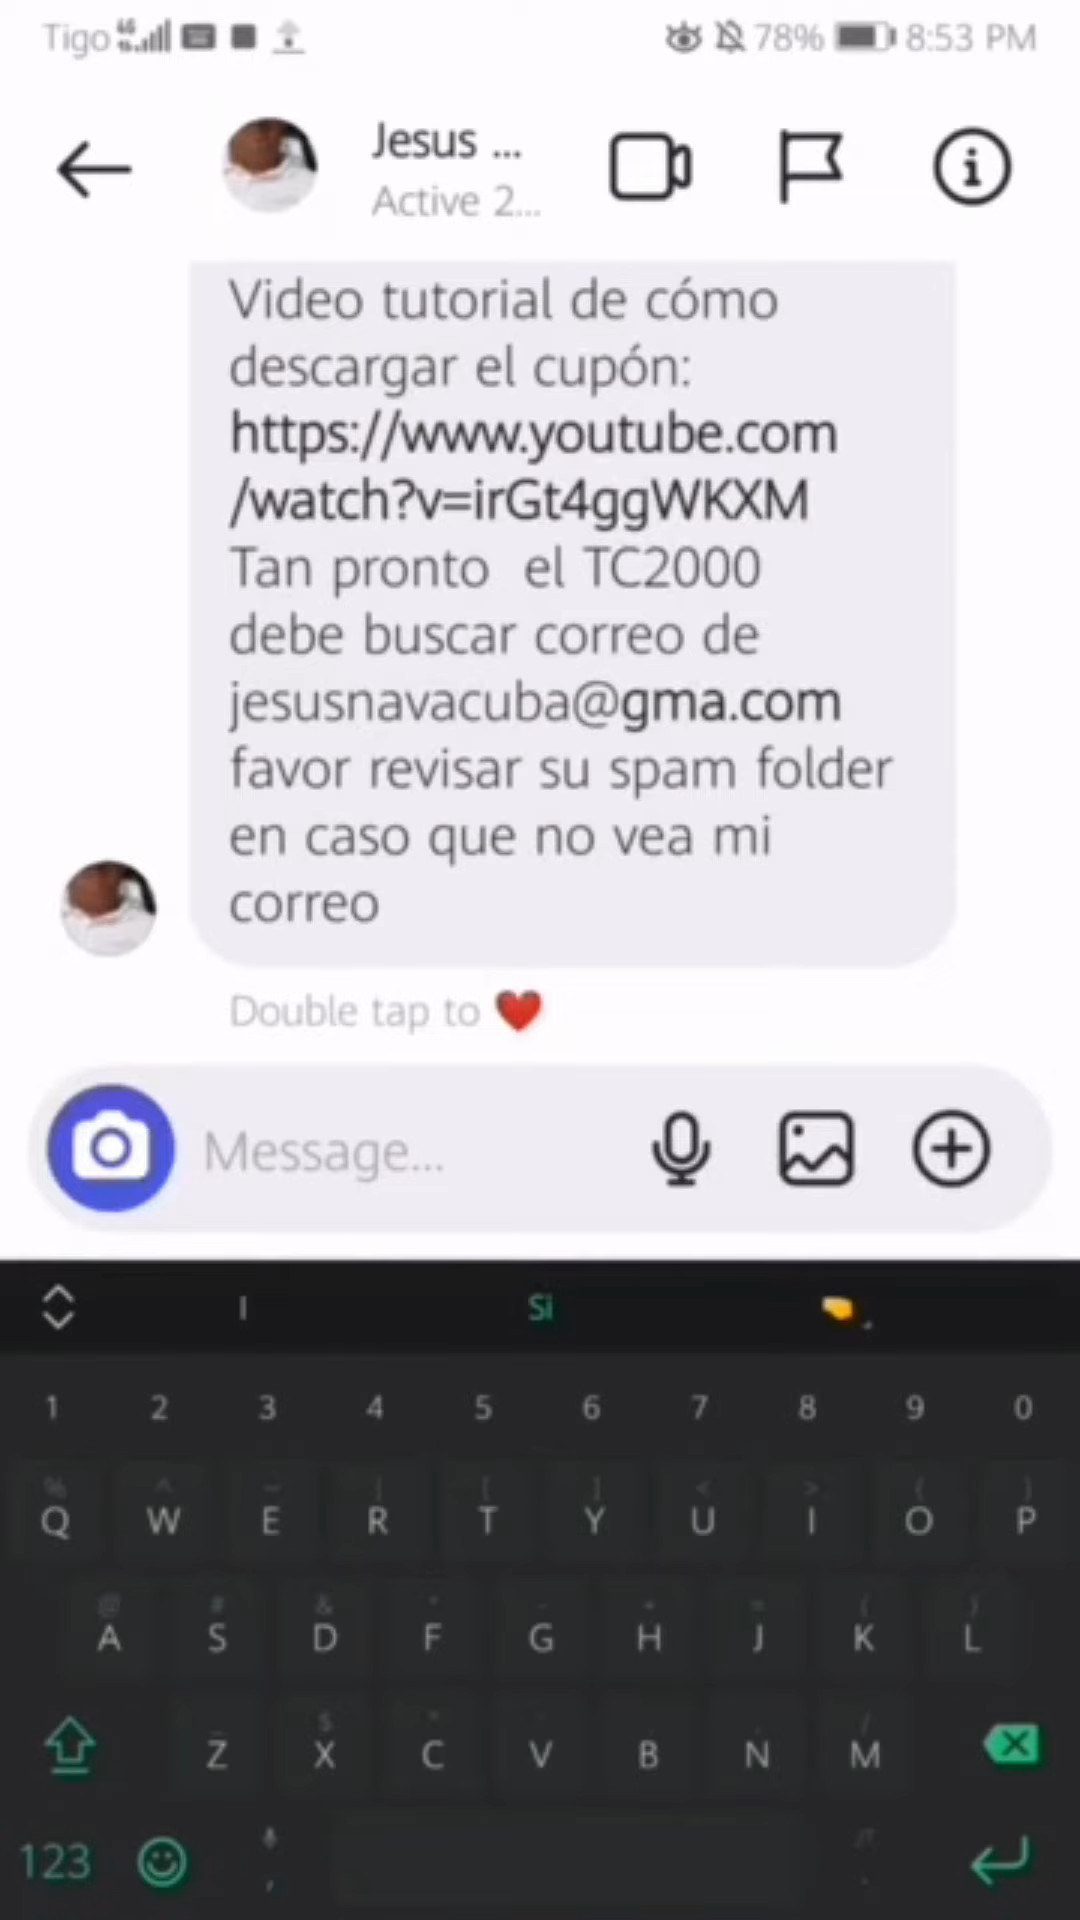 Tigo 78% 8:53 PM
Jesus ...
Active 2...
Video tutorial de cómo
descargar el cupón:
https://www.youtube.com
/watch?v=irGt4ggWKXM
Tan pronto el TC2000
debe buscar correo de
jesusnavacuba@gma.com
favor revisar su spam folder
en caso que no vea mi
correo
Double tap to ❤️
Message...
I Si
1 2 3 4 5 6 7 8 9 0
Q W E R T Y U I O P
A S D F G H J K L
Z X C V B N M
123 ,